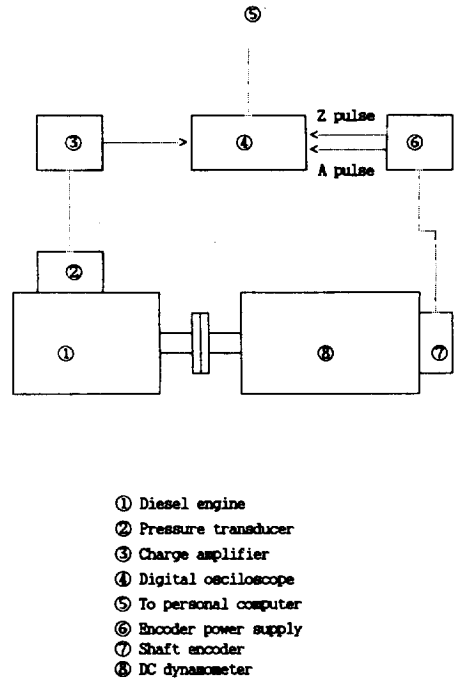 ⑤
Z pulse
③
④
⑥
A pulse
②
①
⑧
⑦
① Diesel engine
② Pressure transducer
③ Charge amplifier
④ Digital osciloscope
⑤ To personal computer
⑥ Encoder power supply
⑦ Shaft encoder
⑧ DC dynamometer